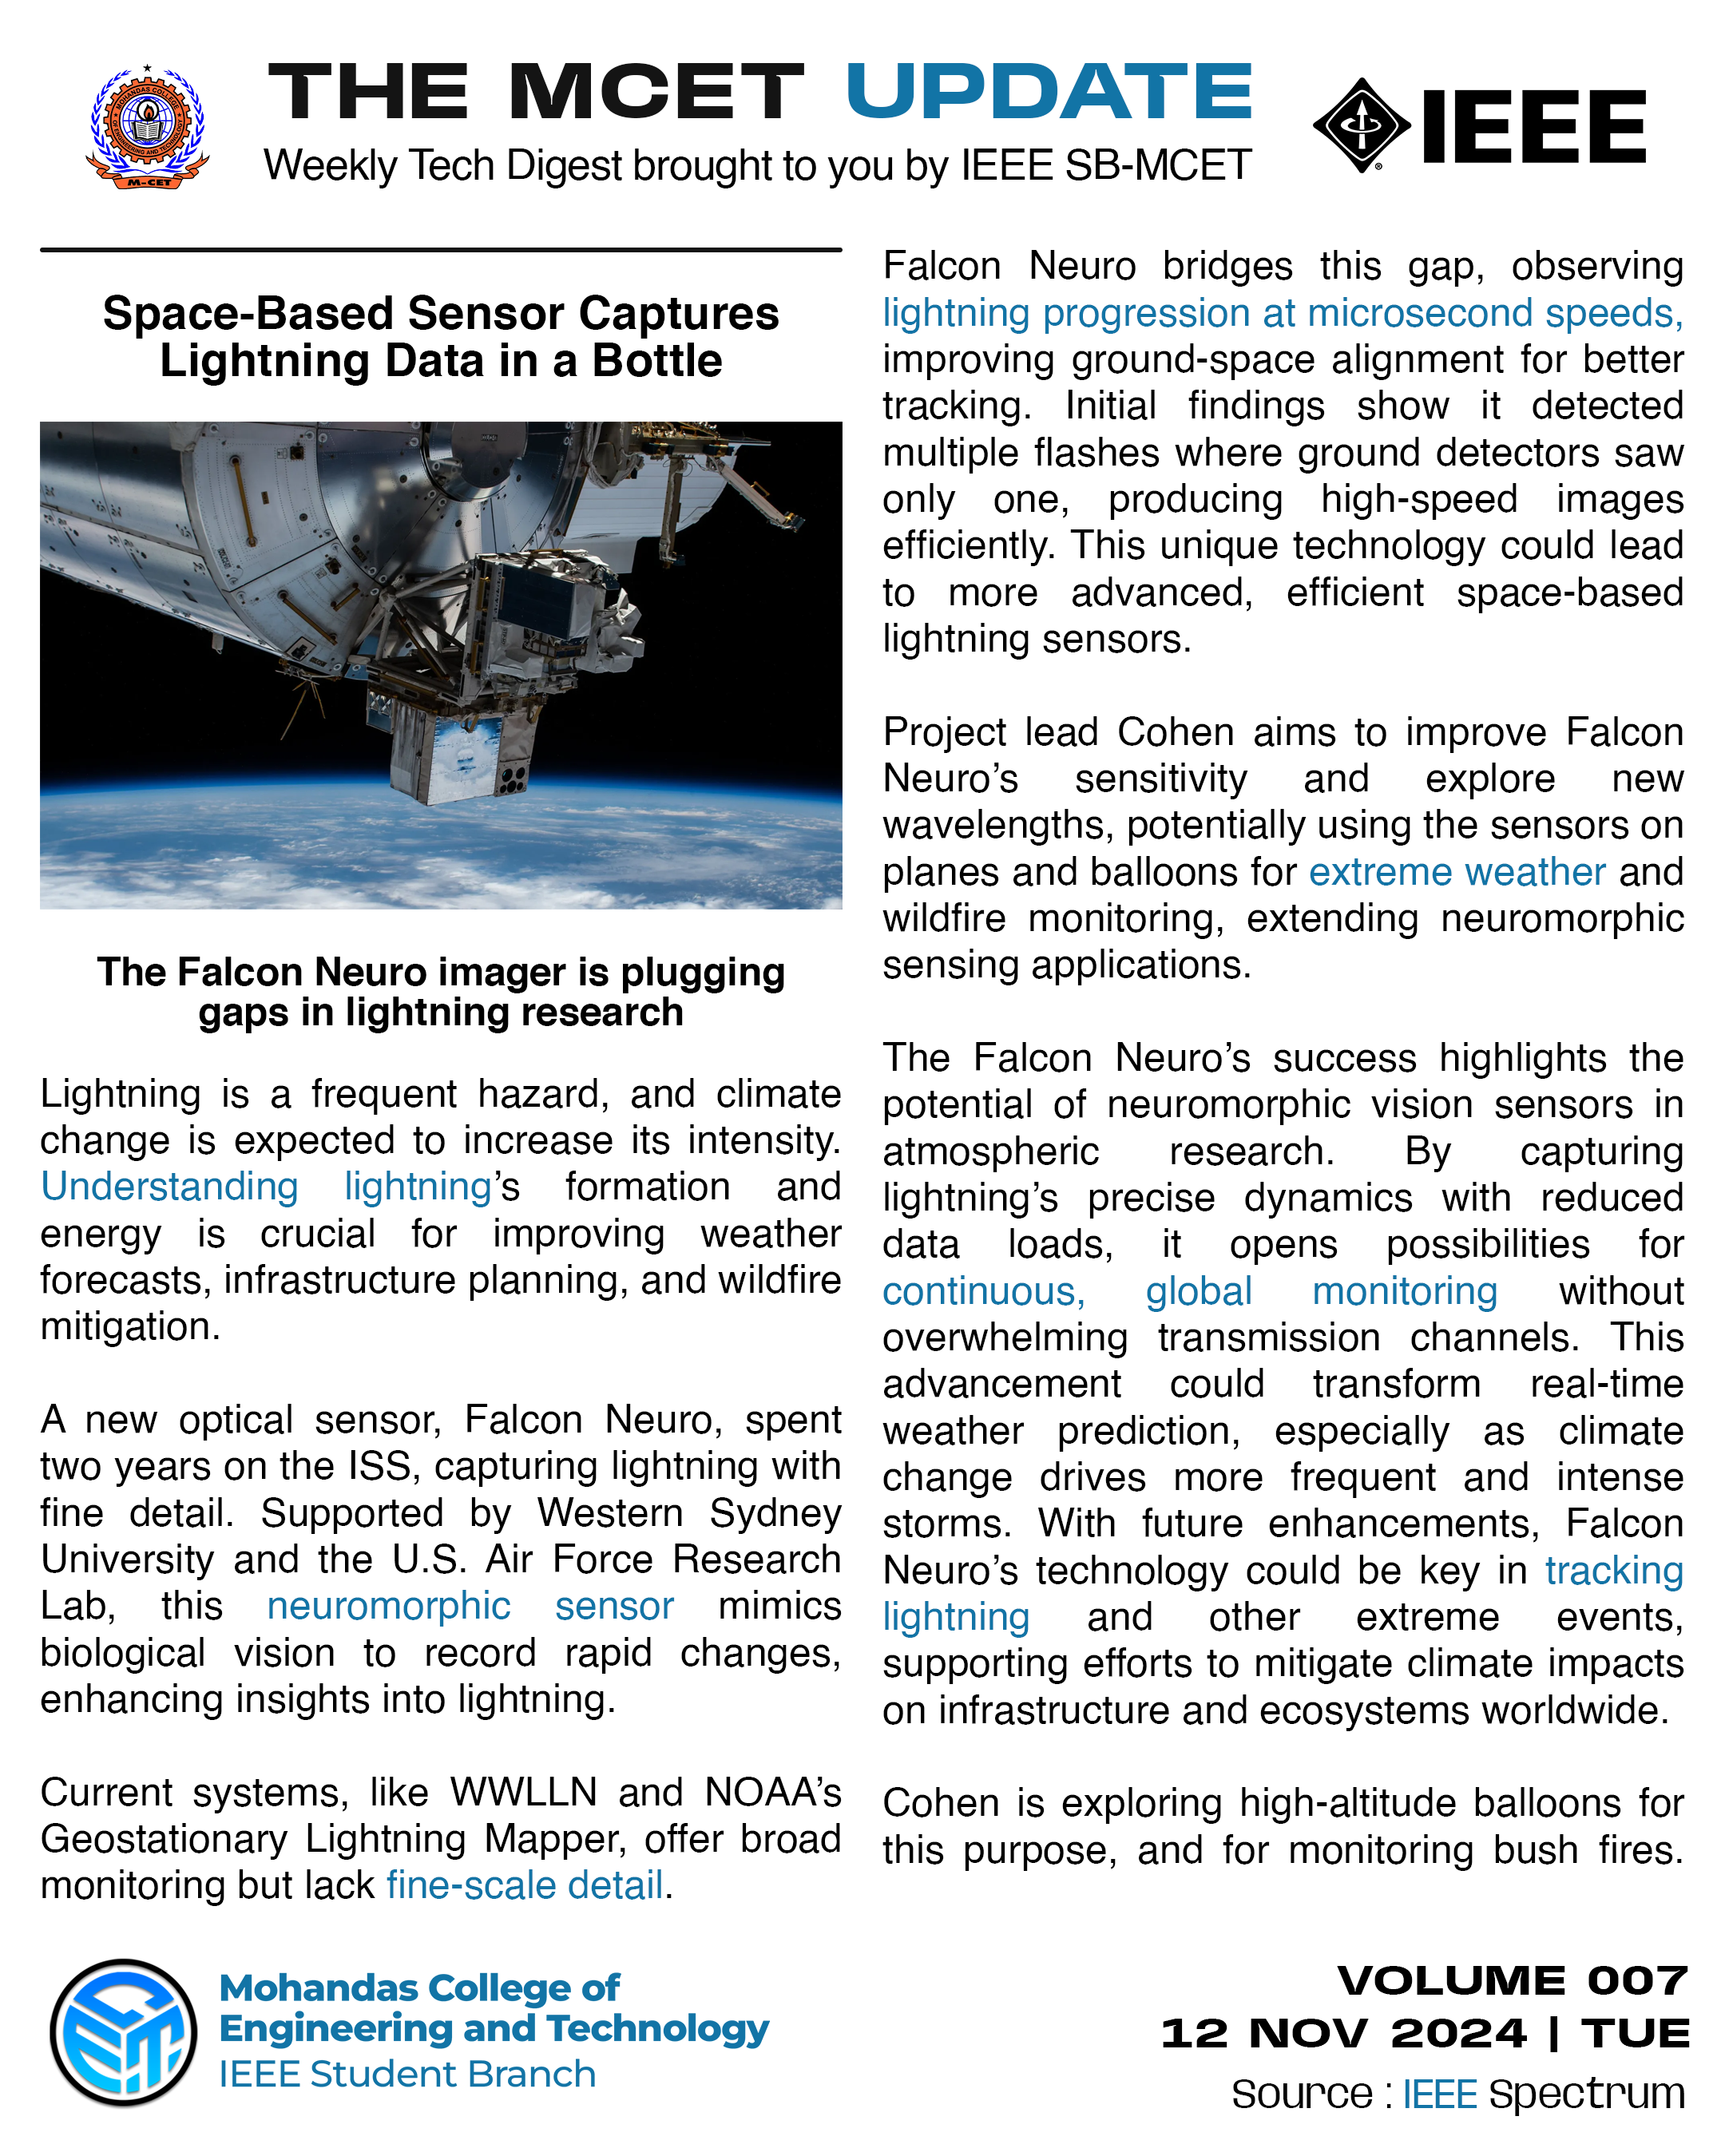 THE MCET UPDATE
Weekly Tech Digest brought to you by IEEE SB-MCET
MOHANDAS COLLEGE
OF ENGINEERING AND TECHNOLOGY
M-CET
IEEE
Space-Based Sensor Captures
Lightning Data in a Bottle
The Falcon Neuro imager is plugging
gaps in lightning research
Lightning is a frequent hazard, and climate
change is expected to increase its intensity.
Understanding lightning’s formation and
energy is crucial for improving weather
forecasts, infrastructure planning, and wildfire
mitigation.
A new optical sensor, Falcon Neuro, spent
two years on the ISS, capturing lightning with
fine detail. Supported by Western Sydney
University and the U.S. Air Force Research
Lab, this neuromorphic sensor mimics
biological vision to record rapid changes,
enhancing insights into lightning.
Current systems, like WWLLN and NOAA’s
Geostationary Lightning Mapper, offer broad
monitoring but lack fine-scale detail.
Falcon Neuro bridges this gap, observing
lightning progression at microsecond speeds,
improving ground-space alignment for better
tracking. Initial findings show it detected
multiple flashes where ground detectors saw
only one, producing high-speed images
efficiently. This unique technology could lead
to more advanced, efficient space-based
lightning sensors.
Project lead Cohen aims to improve Falcon
Neuro’s sensitivity and explore new
wavelengths, potentially using the sensors on
planes and balloons for extreme weather and
wildfire monitoring, extending neuromorphic
sensing applications.
The Falcon Neuro’s success highlights the
potential of neuromorphic vision sensors in
atmospheric research. By capturing
lightning’s precise dynamics with reduced
data loads, it opens possibilities for
continuous, global monitoring without
overwhelming transmission channels. This
advancement could transform real-time
weather prediction, especially as climate
change drives more frequent and intense
storms. With future enhancements, Falcon
Neuro’s technology could be key in tracking
lightning and other extreme events,
supporting efforts to mitigate climate impacts
on infrastructure and ecosystems worldwide.
Cohen is exploring high-altitude balloons for
this purpose, and for monitoring bush fires.
Mohandas College of
Engineering and Technology
IEEE Student Branch
VOLUME 007
12 NOV 2024 | TUE
Source : IEEE Spectrum